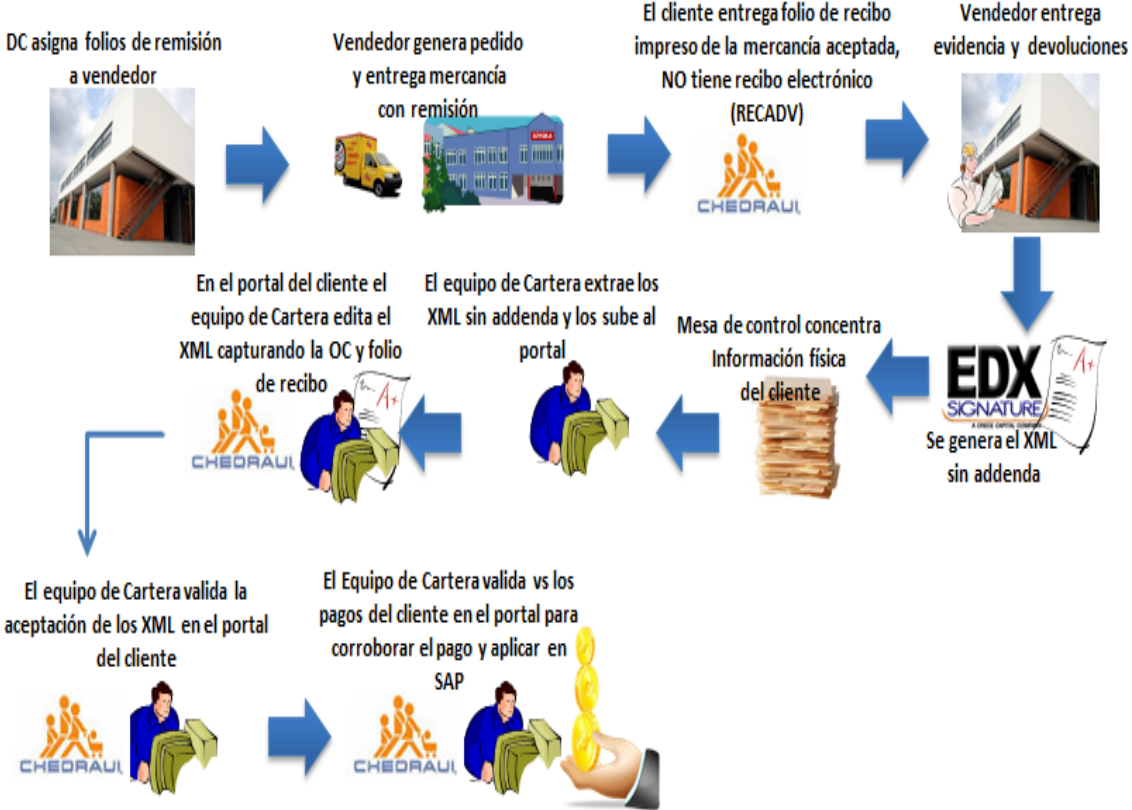 DC asigna folios de remisión
a vendedor
Vendedor genera pedido
y entrega mercancía
con remisión
El cliente entrega folio de recibo
impreso de la mercancía aceptada,
NO tiene recibo electrónico
(RECADV)
CHEDRAUI
Vendedor entrega
evidencia y devoluciones
EDX
SIGNATURE
A+
Se genera el XML
sin addenda
Mesa de control concentra
Información física
del cliente
El equipo de Cartera extrae los
XML sin addenda y los sube al
portal
En el portal del cliente el
equipo de Cartera edita el
XML capturando la OC y folio
de recibo
A+
CHEDRAUI
El equipo de Cartera valida la
aceptación de los XML en el portal
del cliente
CHEDRAUI
El Equipo de Cartera valida vs los
pagos del cliente en el portal para
corroborar el pago y aplicar en
SAP
CHEDRAUI